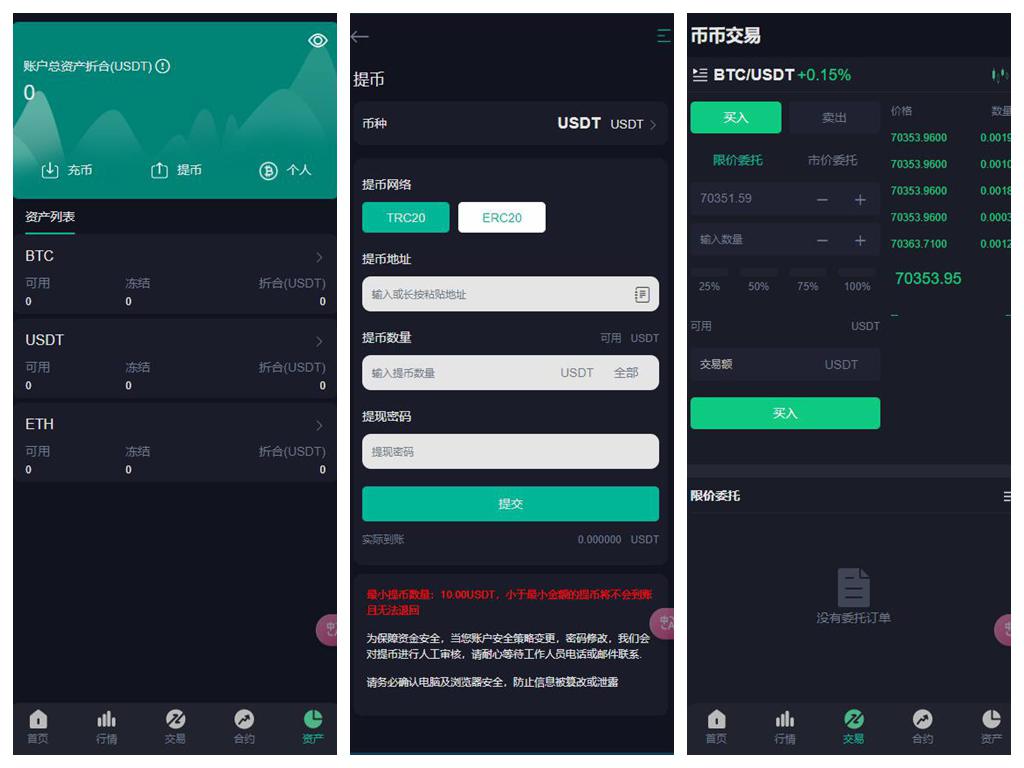 账户总资产折合(USDT)
0
充币
提币
个人
资产列表
BTC
可用 冻结 折合(USDT)
0 0 0
USDT
可用 冻结 折合(USDT)
0 0 0
ETH
可用 冻结 折合(USDT)
0 0 0
首页 行情 交易 合约 资产
提币
币种 USDT USDT
提币网络
TRC20 ERC20
提币地址
输入或长按粘贴地址
提币数量 可用 USDT
输入提币数量 USDT 全部
提现密码
提现密码
提交
实际到账 0.000000 USDT
最小提币数量：10.00USDT，小于最小金额的提币将不会到账
且无法退回
为保障资金安全，当您账户安全策略变更，密码修改，我们会
对提币进行人工审核，请耐心等待工作人员电话或邮件联系.
请务必确认电脑及浏览器安全，防止信息被篡改或泄露
币币交易
BTC/USDT +0.15%
买入 卖出
限价委托 市价委托
70351.59
输入数量
25% 50% 75% 100%
可用 USDT
交易额 USDT
买入
价格 数量
70353.9600 0.0019
70353.9600 0.0010
70353.9600 0.0018
70353.9600 0.0003
70363.7100 0.0012
70353.95
--
限价委托
没有委托订单
首页 行情 交易 合约 资产